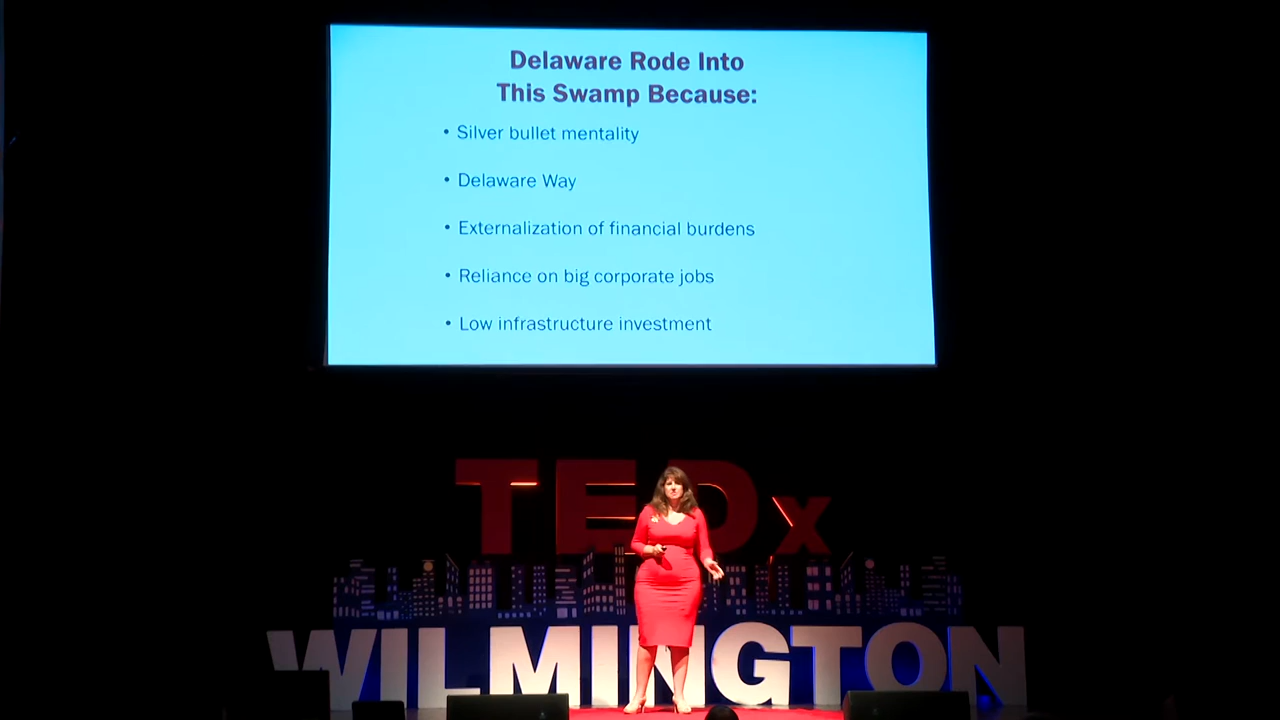 Delaware Rode Into
This Swamp Because:
• Silver bullet mentality
• Delaware Way
• Externalization of financial burdens
• Reliance on big corporate jobs
• Low infrastructure investment
TEDx
WILMINGTON